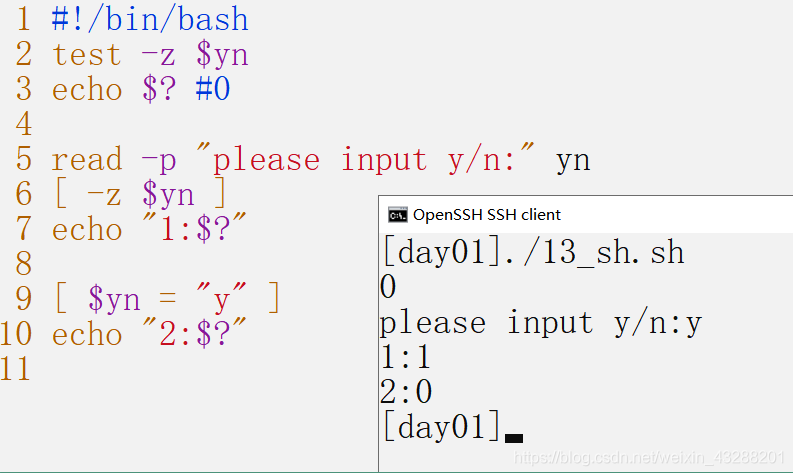 1 #!/bin/bash
2 test -z $yn
3 echo $? #0
4
5 read -p "please input y/n:" yn
6 [ -z $yn ]
7 echo "1:$?"
8
9 [ $yn = "y" ]
10 echo "2:$?"
11
C:\. OpenSSH SSH client
[day01]./13_sh.sh
0
please input y/n:y
1:1
2:0
[day01]
https://blog.csdn.net/weixin_43288201